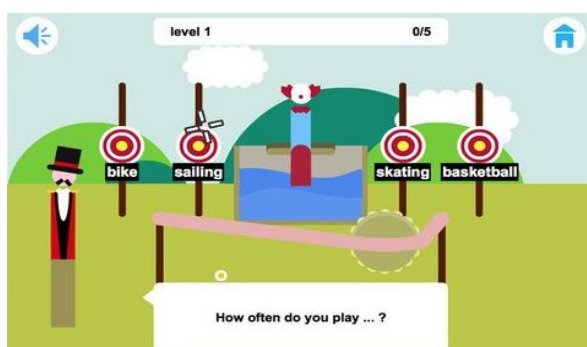 level 1 0/5
bike sailing skating basketball
How often do you play ... ?